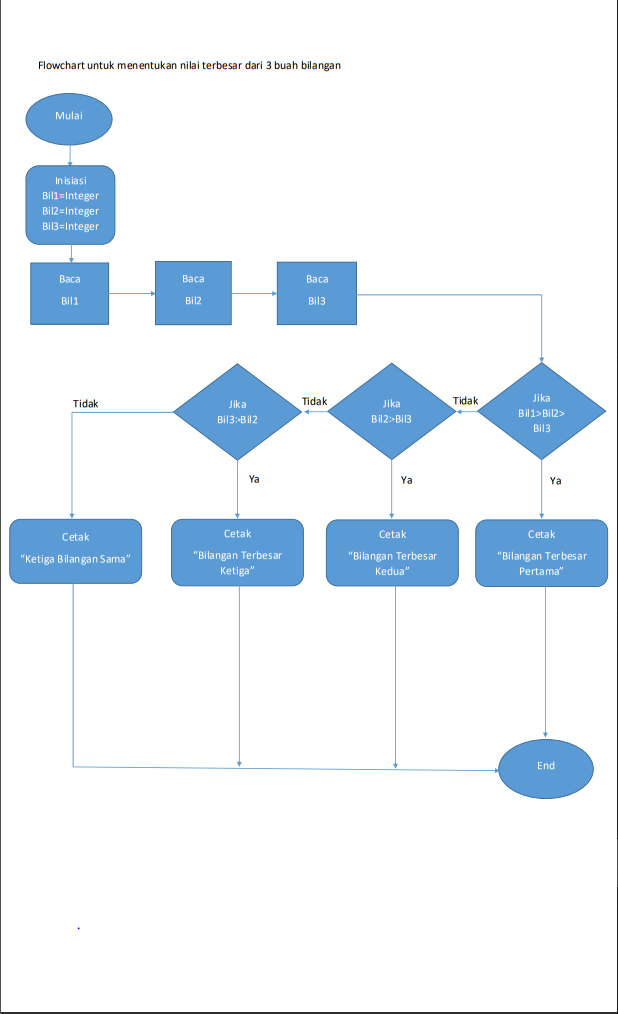 Flowchart untuk menentukan nilai terbesar dari 3 buah bilangan
Mulai
Inisiasi
Bil1=Integer
Bil2=Integer
Bil3=Integer
Baca
Bil1
Baca
Bil2
Baca
Bil3
Jika
Bil1>Bil2>
Bil3
Tidak
Jika
Bil2>Bil3
Tidak
Jika
Bil3>Bil2
Tidak
Ya
Ya
Ya
Cetak
“Ketiga Bilangan Sama”
Cetak
“Bilangan Terbesar
Ketiga”
Cetak
“Bilangan Terbesar
Kedua”
Cetak
“Bilangan Terbesar
Pertama”
End